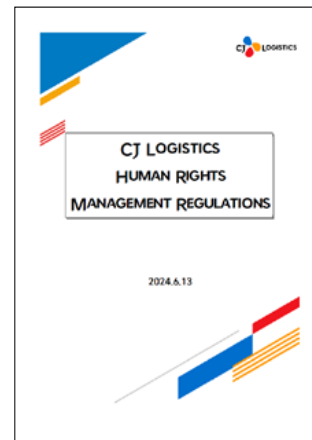 CJ LOGISTICS
CJ LOGISTICS
HUMAN RIGHTS
MANAGEMENT REGULATIONS
2024.6.13